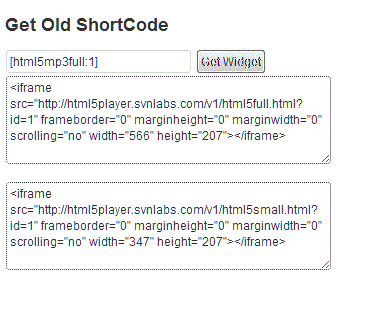 Get Old ShortCode
[html5mp3full:1] Get Widget
<iframe
src="http://html5player.svnlabs.com/v1/html5full.html?
id=1" frameborder="0" marginheight="0" marginwidth="0"
scrolling="no" width="566" height="207"></iframe>
<iframe
src="http://html5player.svnlabs.com/v1/html5small.html?
id=1" frameborder="0" marginheight="0" marginwidth="0"
scrolling="no" width="347" height="207"></iframe>